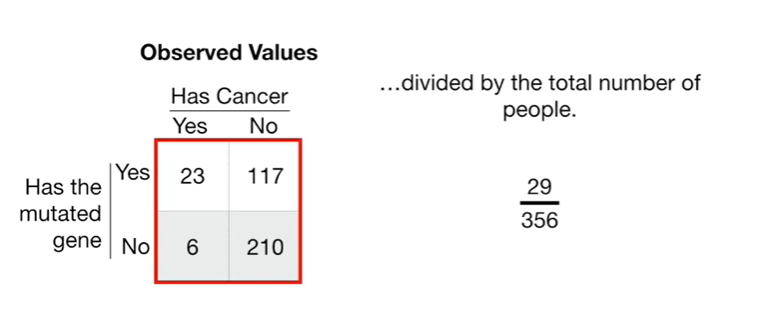 Observed Values
Has Cancer
Yes No
Has the
mutated
gene
Yes 23 117
No 6 210
…divided by the total number of
people.
29
356